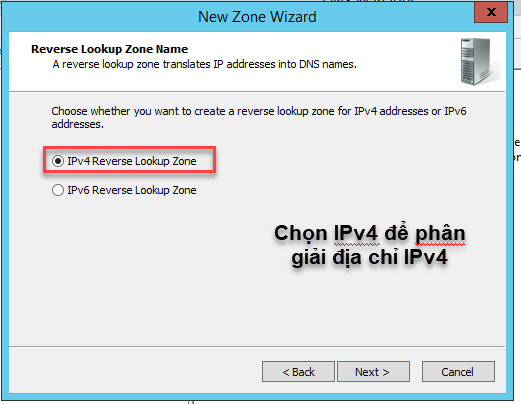 New Zone Wizard
Reverse Lookup Zone Name
A reverse lookup zone translates IP addresses into DNS names.
Choose whether you want to create a reverse lookup zone for IPv4 addresses or IPv6
addresses.
IPv4 Reverse Lookup Zone
IPv6 Reverse Lookup Zone
Chọn IPv4 để phân
giải địa chỉ IPv4
< Back
Next >
Cancel